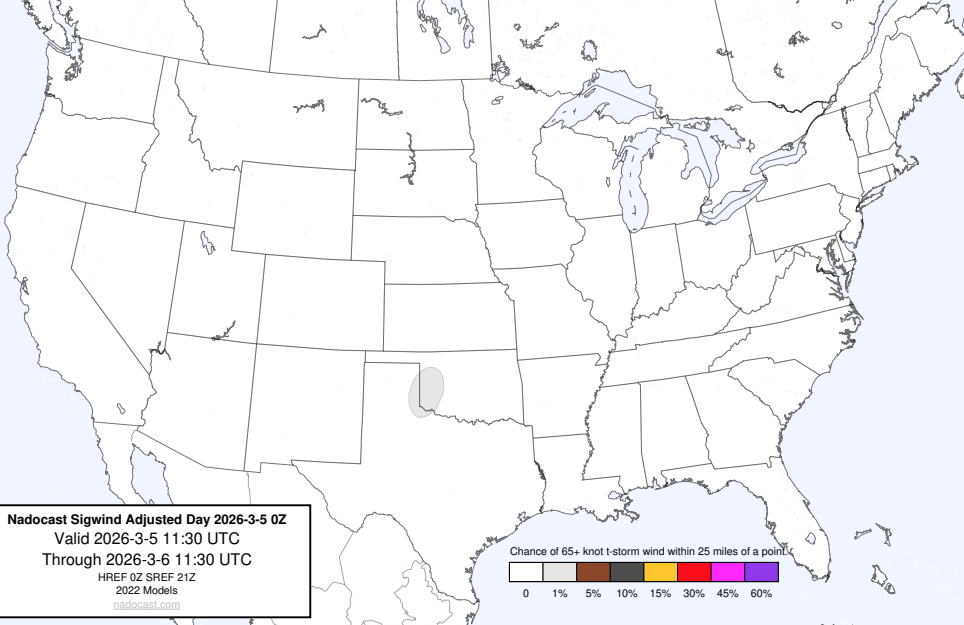 Nadocast Sigwind Adjusted Day 2026-3-5 0Z
Valid 2026-3-5 11:30 UTC
Through 2026-3-6 11:30 UTC
HREF 0Z SREF 21Z
2022 Models
nadocast.com
Chance of 65+ knot t-storm wind within 25 miles of a point.
0 1% 5% 10% 15% 30% 45% 60%